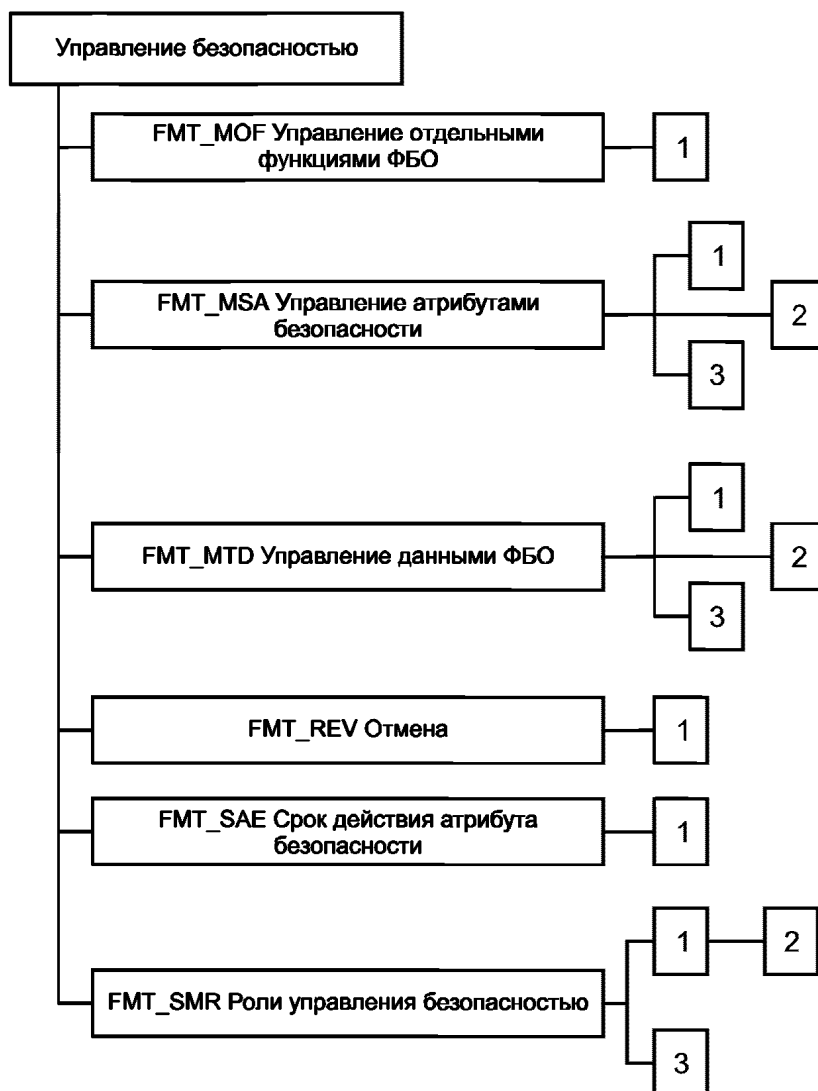 Управление безопасностью
FMT_MOF Управление отдельными
функциями ФБО
1
1
FMT_MSA Управление атрибутами
безопасности
2
3
1
FMT_MTD Управление данными ФБО
2
3
FMT_REV Отмена
1
FMT_SAE Срок действия атрибута
безопасности
1
1
2
FMT_SMR Роли управления безопасностью
3